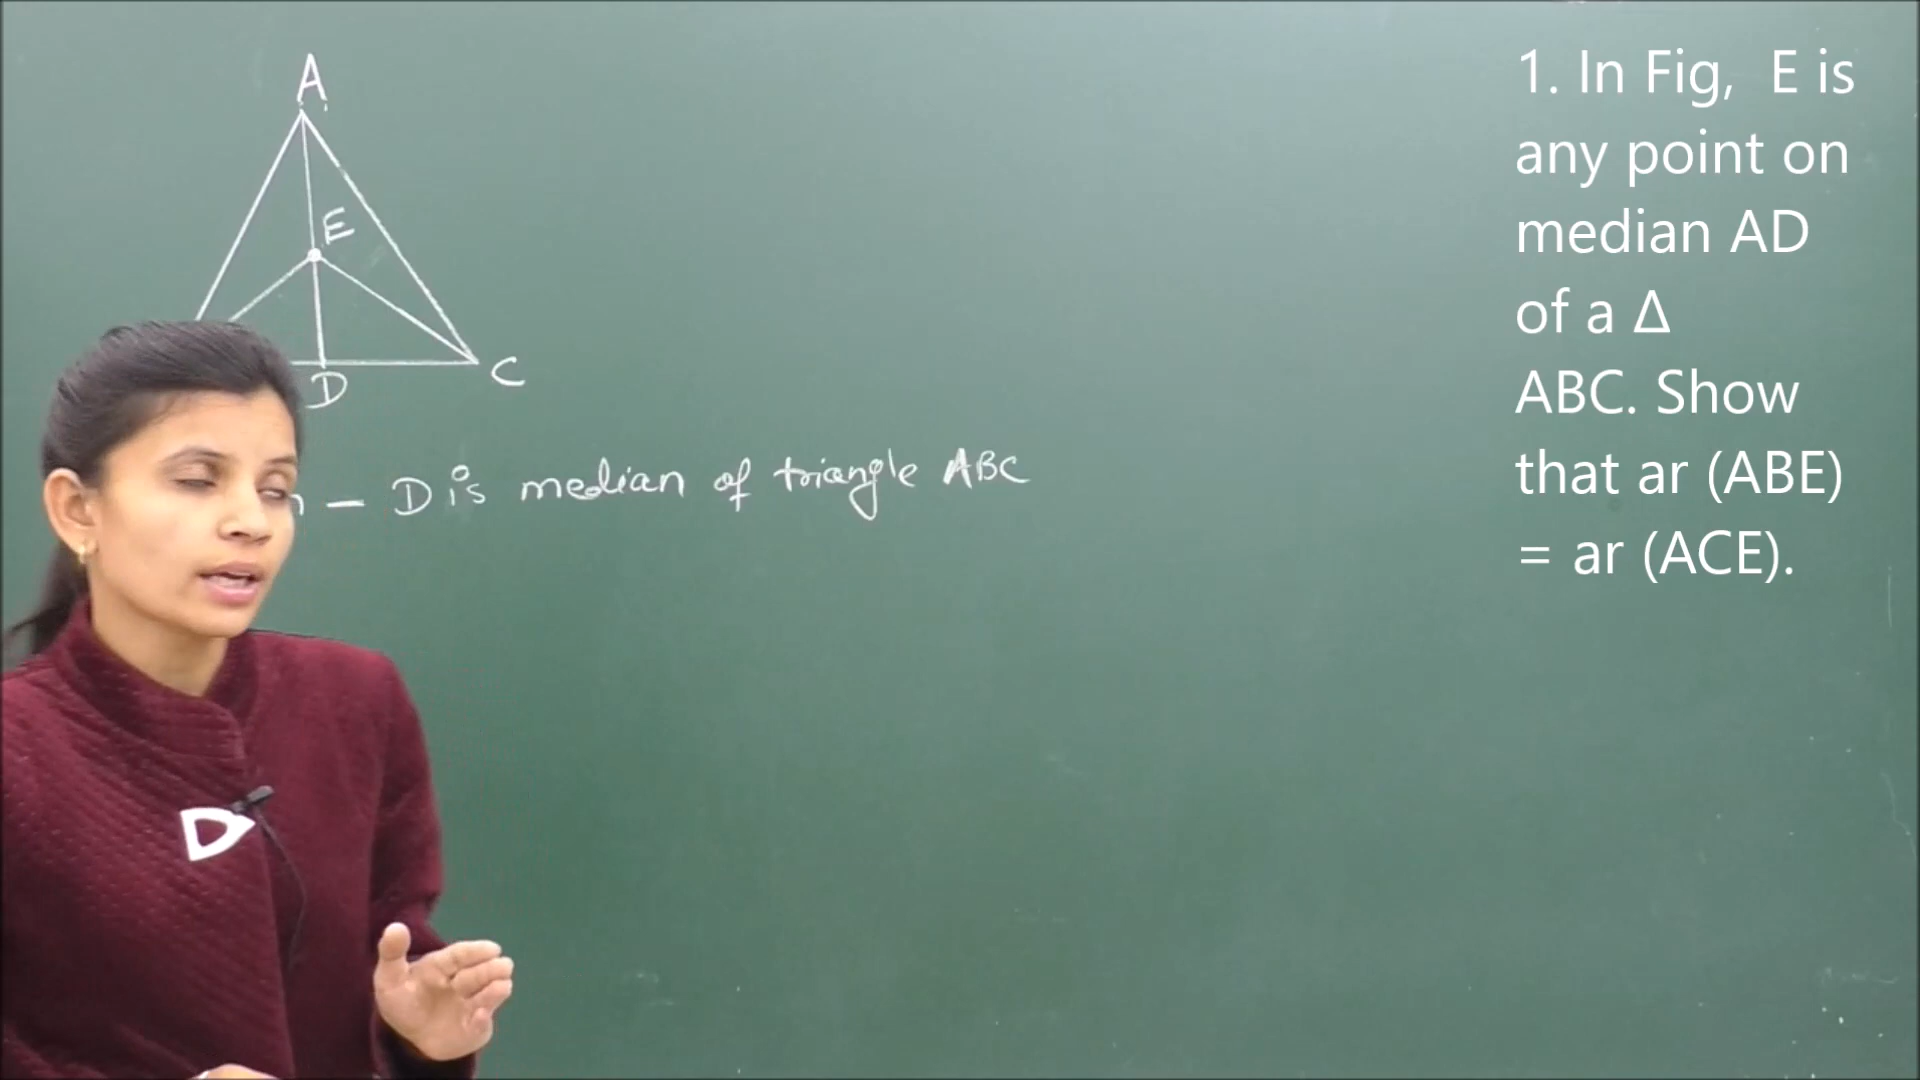 A
E
D
C
– D is median of triangle ABC
D
1. In Fig, E is
any point on
median AD
of a Δ
ABC. Show
that ar (ABE)
= ar (ACE).